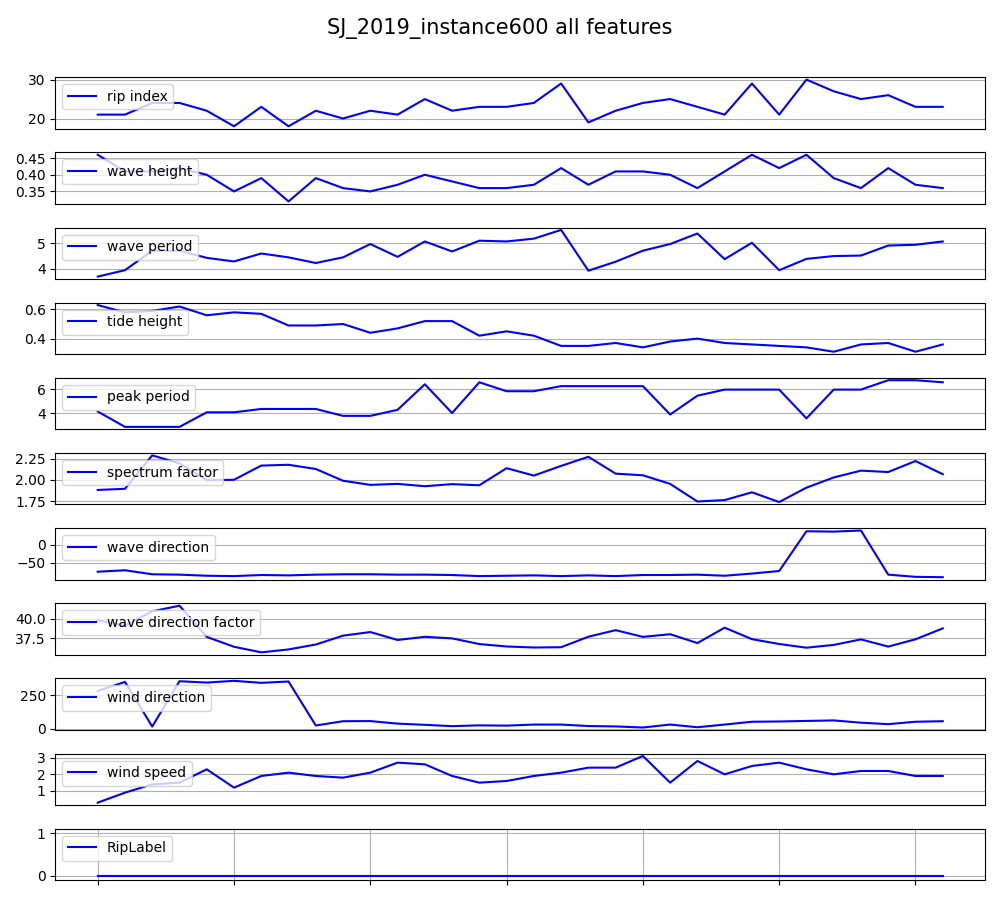 SJ_2019_instance600 all features
30
20
rip index
0.45
0.40
0.35
wave height
5
4
wave period
0.6
0.4
tide height
6
4
peak period
2.25
2.00
1.75
spectrum factor
0
−50
wave direction
40.0
37.5
wave direction factor
250
0
wind direction
3
2
1
wind speed
1
0
RipLabel